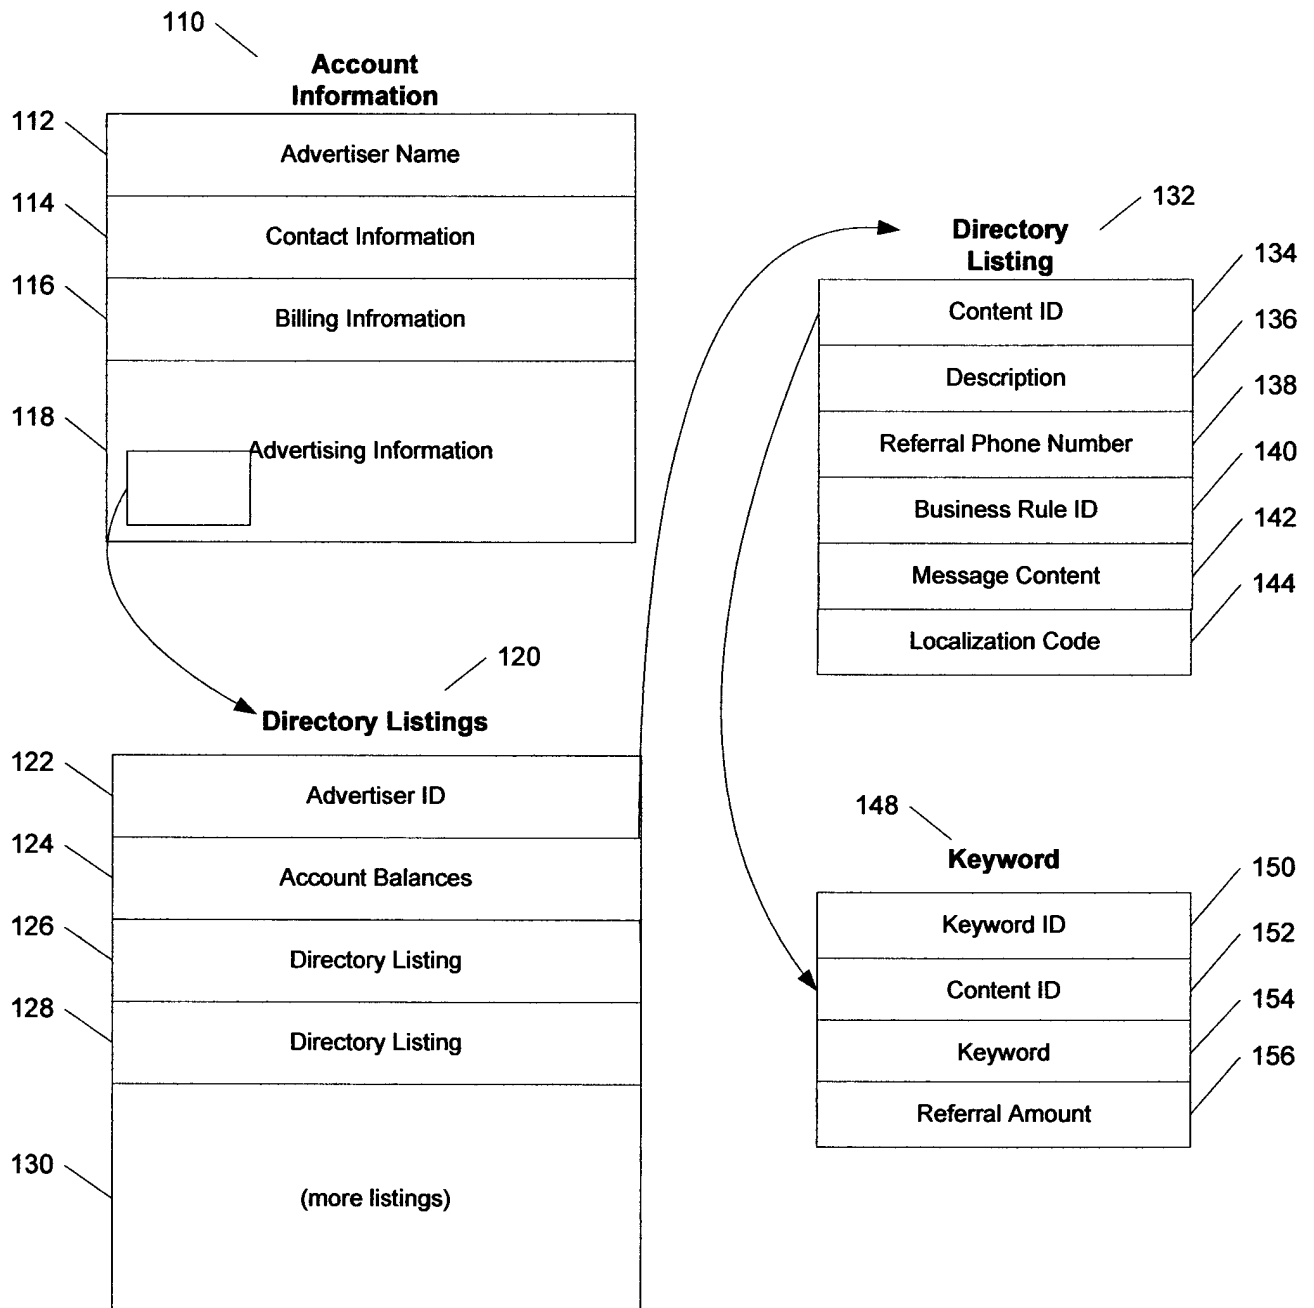 110
Account
Information
112
Advertiser Name
114
Contact Information
116
Billing Infromation
118
Advertising Information
120
Directory Listings
122
Advertiser ID
124
Account Balances
126
Directory Listing
128
Directory Listing
130
(more listings)
132
Directory
Listing
134
Content ID
136
Description
138
Referral Phone Number
140
Business Rule ID
142
Message Content
144
Localization Code
148
Keyword
150
Keyword ID
152
Content ID
154
Keyword
156
Referral Amount